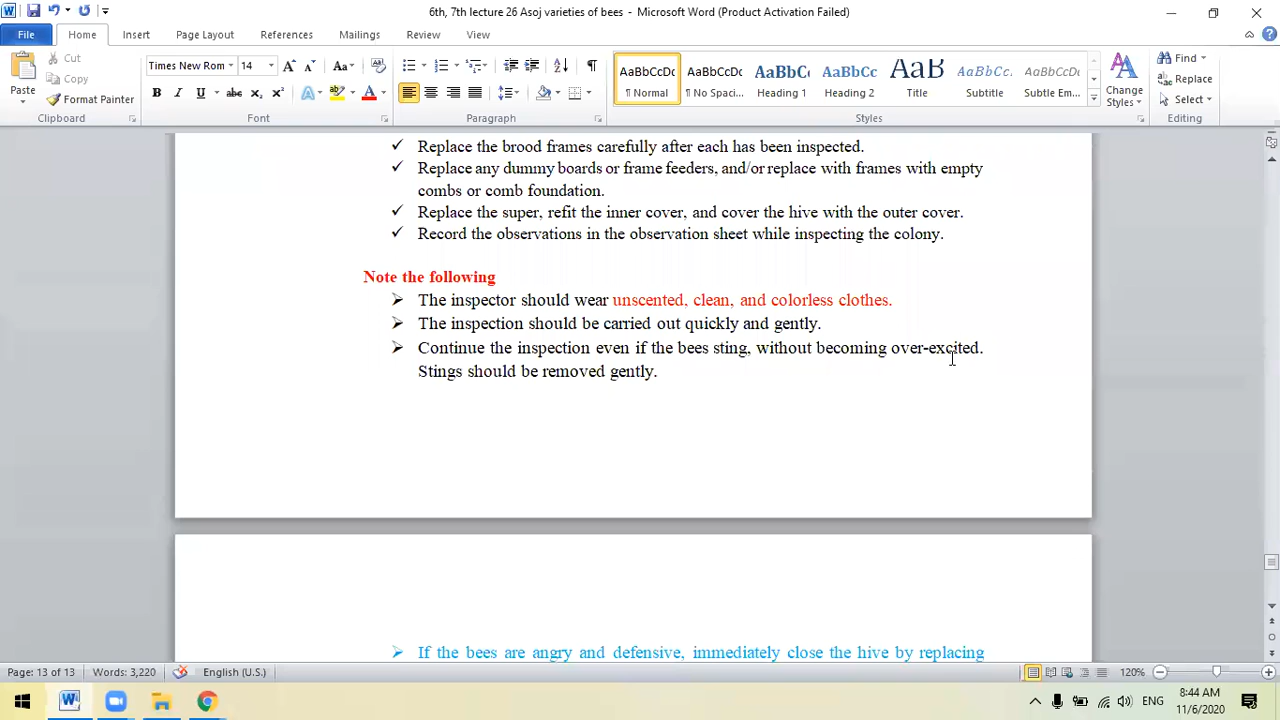 6th, 7th lecture 26 Asoj varieties of bees - Microsoft Word (Product Activation Failed)
File Home Insert Page Layout References Mailings Review View
Cut
Copy
Format Painter
Paste
Clipboard
Times New Rom 14
Font
Paragraph
AaBbCcDc AaBbCcDc AaBbC AaBbCc AaB AaBbCcL AaBbCcDc
¶ Normal ¶ No Spaci... Heading 1 Heading 2 Title Subtitle Subtle Em...
Change Styles
Styles
Find
Replace
Select
Editing
Replace the brood frames carefully after each has been inspected.
Replace any dummy boards or frame feeders, and/or replace with frames with empty
combs or comb foundation.
Replace the super, refit the inner cover, and cover the hive with the outer cover.
Record the observations in the observation sheet while inspecting the colony.
Note the following
The inspector should wear unscented, clean, and colorless clothes.
The inspection should be carried out quickly and gently.
Continue the inspection even if the bees sting, without becoming over-excited.
Stings should be removed gently.
If the bees are angry and defensive, immediately close the hive by replacing
Page: 13 of 13 Words: 3,220 English (U.S.) 120%
ENG 8:44 AM
11/6/2020